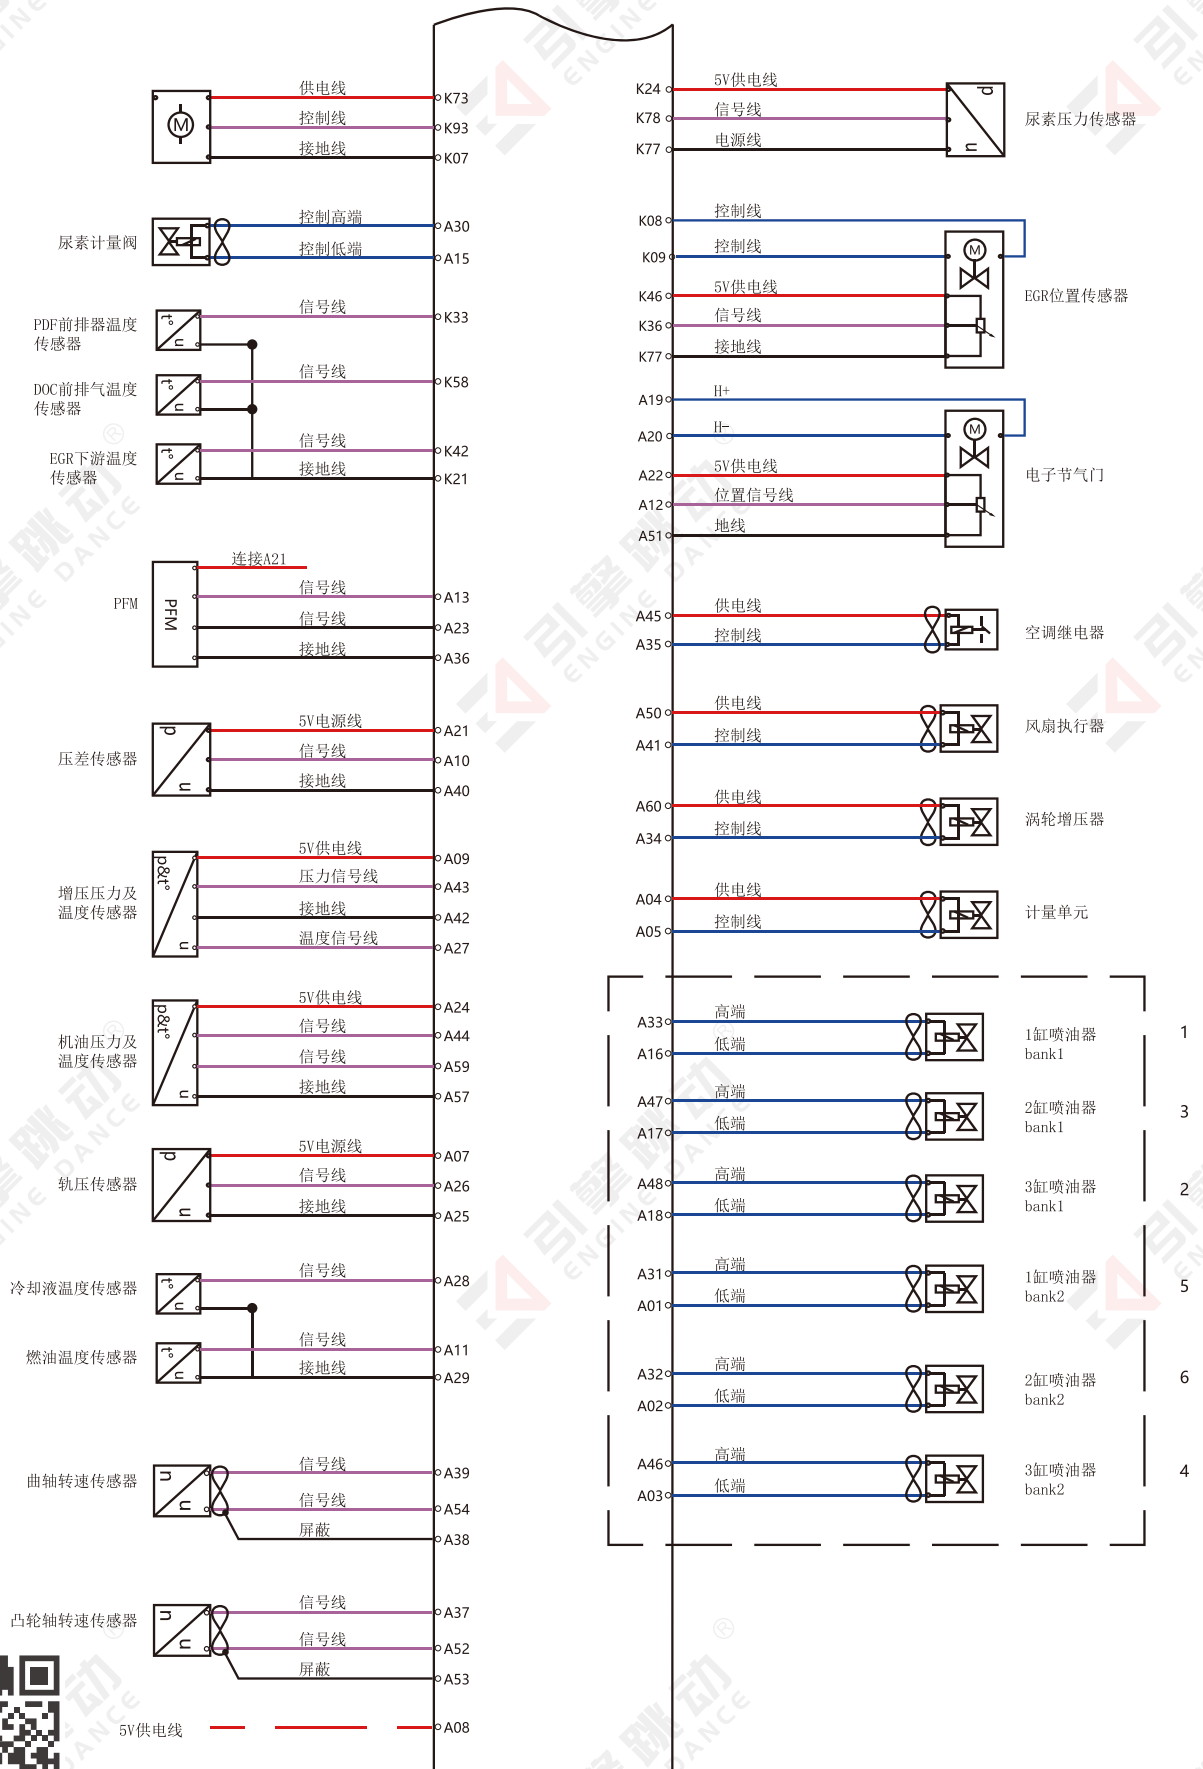 供电线
K73
控制线
K93
M
接地线
K07
控制高端
A30
尿素计量阀
控制低端
A15
信号线
K33
PDF前排器温度
传感器
t°
u
信号线
K58
DOC前排气温度
传感器
t°
u
信号线
K42
EGR下游温度
传感器
t°
u
接地线
K21
连接A21
信号线
A13
PFM
PFM
信号线
A23
接地线
A36
5V电源线
A21
p
信号线
A10
压差传感器
u
接地线
A40
5V供电线
A09
p&t°
压力信号线
A43
增压压力及
温度传感器
接地线
A42
u
温度信号线
A27
5V供电线
A24
p&t°
信号线
A44
机油压力及
温度传感器
信号线
A59
u
接地线
A57
5V电源线
A07
p
信号线
A26
轨压传感器
u
接地线
A25
信号线
A28
冷却液温度传感器
t°
u
信号线
A11
燃油温度传感器
t°
u
接地线
A29
信号线
A39
曲轴转速传感器
n
u
信号线
A54
屏蔽
A38
信号线
A37
凸轮轴转速传感器
n
u
信号线
A52
屏蔽
A53
5V供电线
A08
K24
5V供电线
p
K78
信号线
尿素压力传感器
K77
电源线
u
K08
控制线
K09
控制线
M
K46
5V供电线
EGR位置传感器
K36
信号线
K77
接地线
A19
H+
A20
H-
M
A22
5V供电线
电子节气门
A12
位置信号线
A51
地线
A45
供电线
空调继电器
A35
控制线
A50
供电线
风扇执行器
A41
控制线
A60
供电线
涡轮增压器
A34
控制线
A04
供电线
计量单元
A05
控制线
A33
高端
1缸喷油器
bank1
1
A16
低端
A47
高端
2缸喷油器
bank1
3
A17
低端
A48
高端
3缸喷油器
bank1
2
A18
低端
A31
高端
1缸喷油器
bank2
5
A01
低端
A32
高端
2缸喷油器
bank2
6
A02
低端
A46
高端
3缸喷油器
bank2
4
A03
低端
引擎跳动
ENGINE DANCE
®